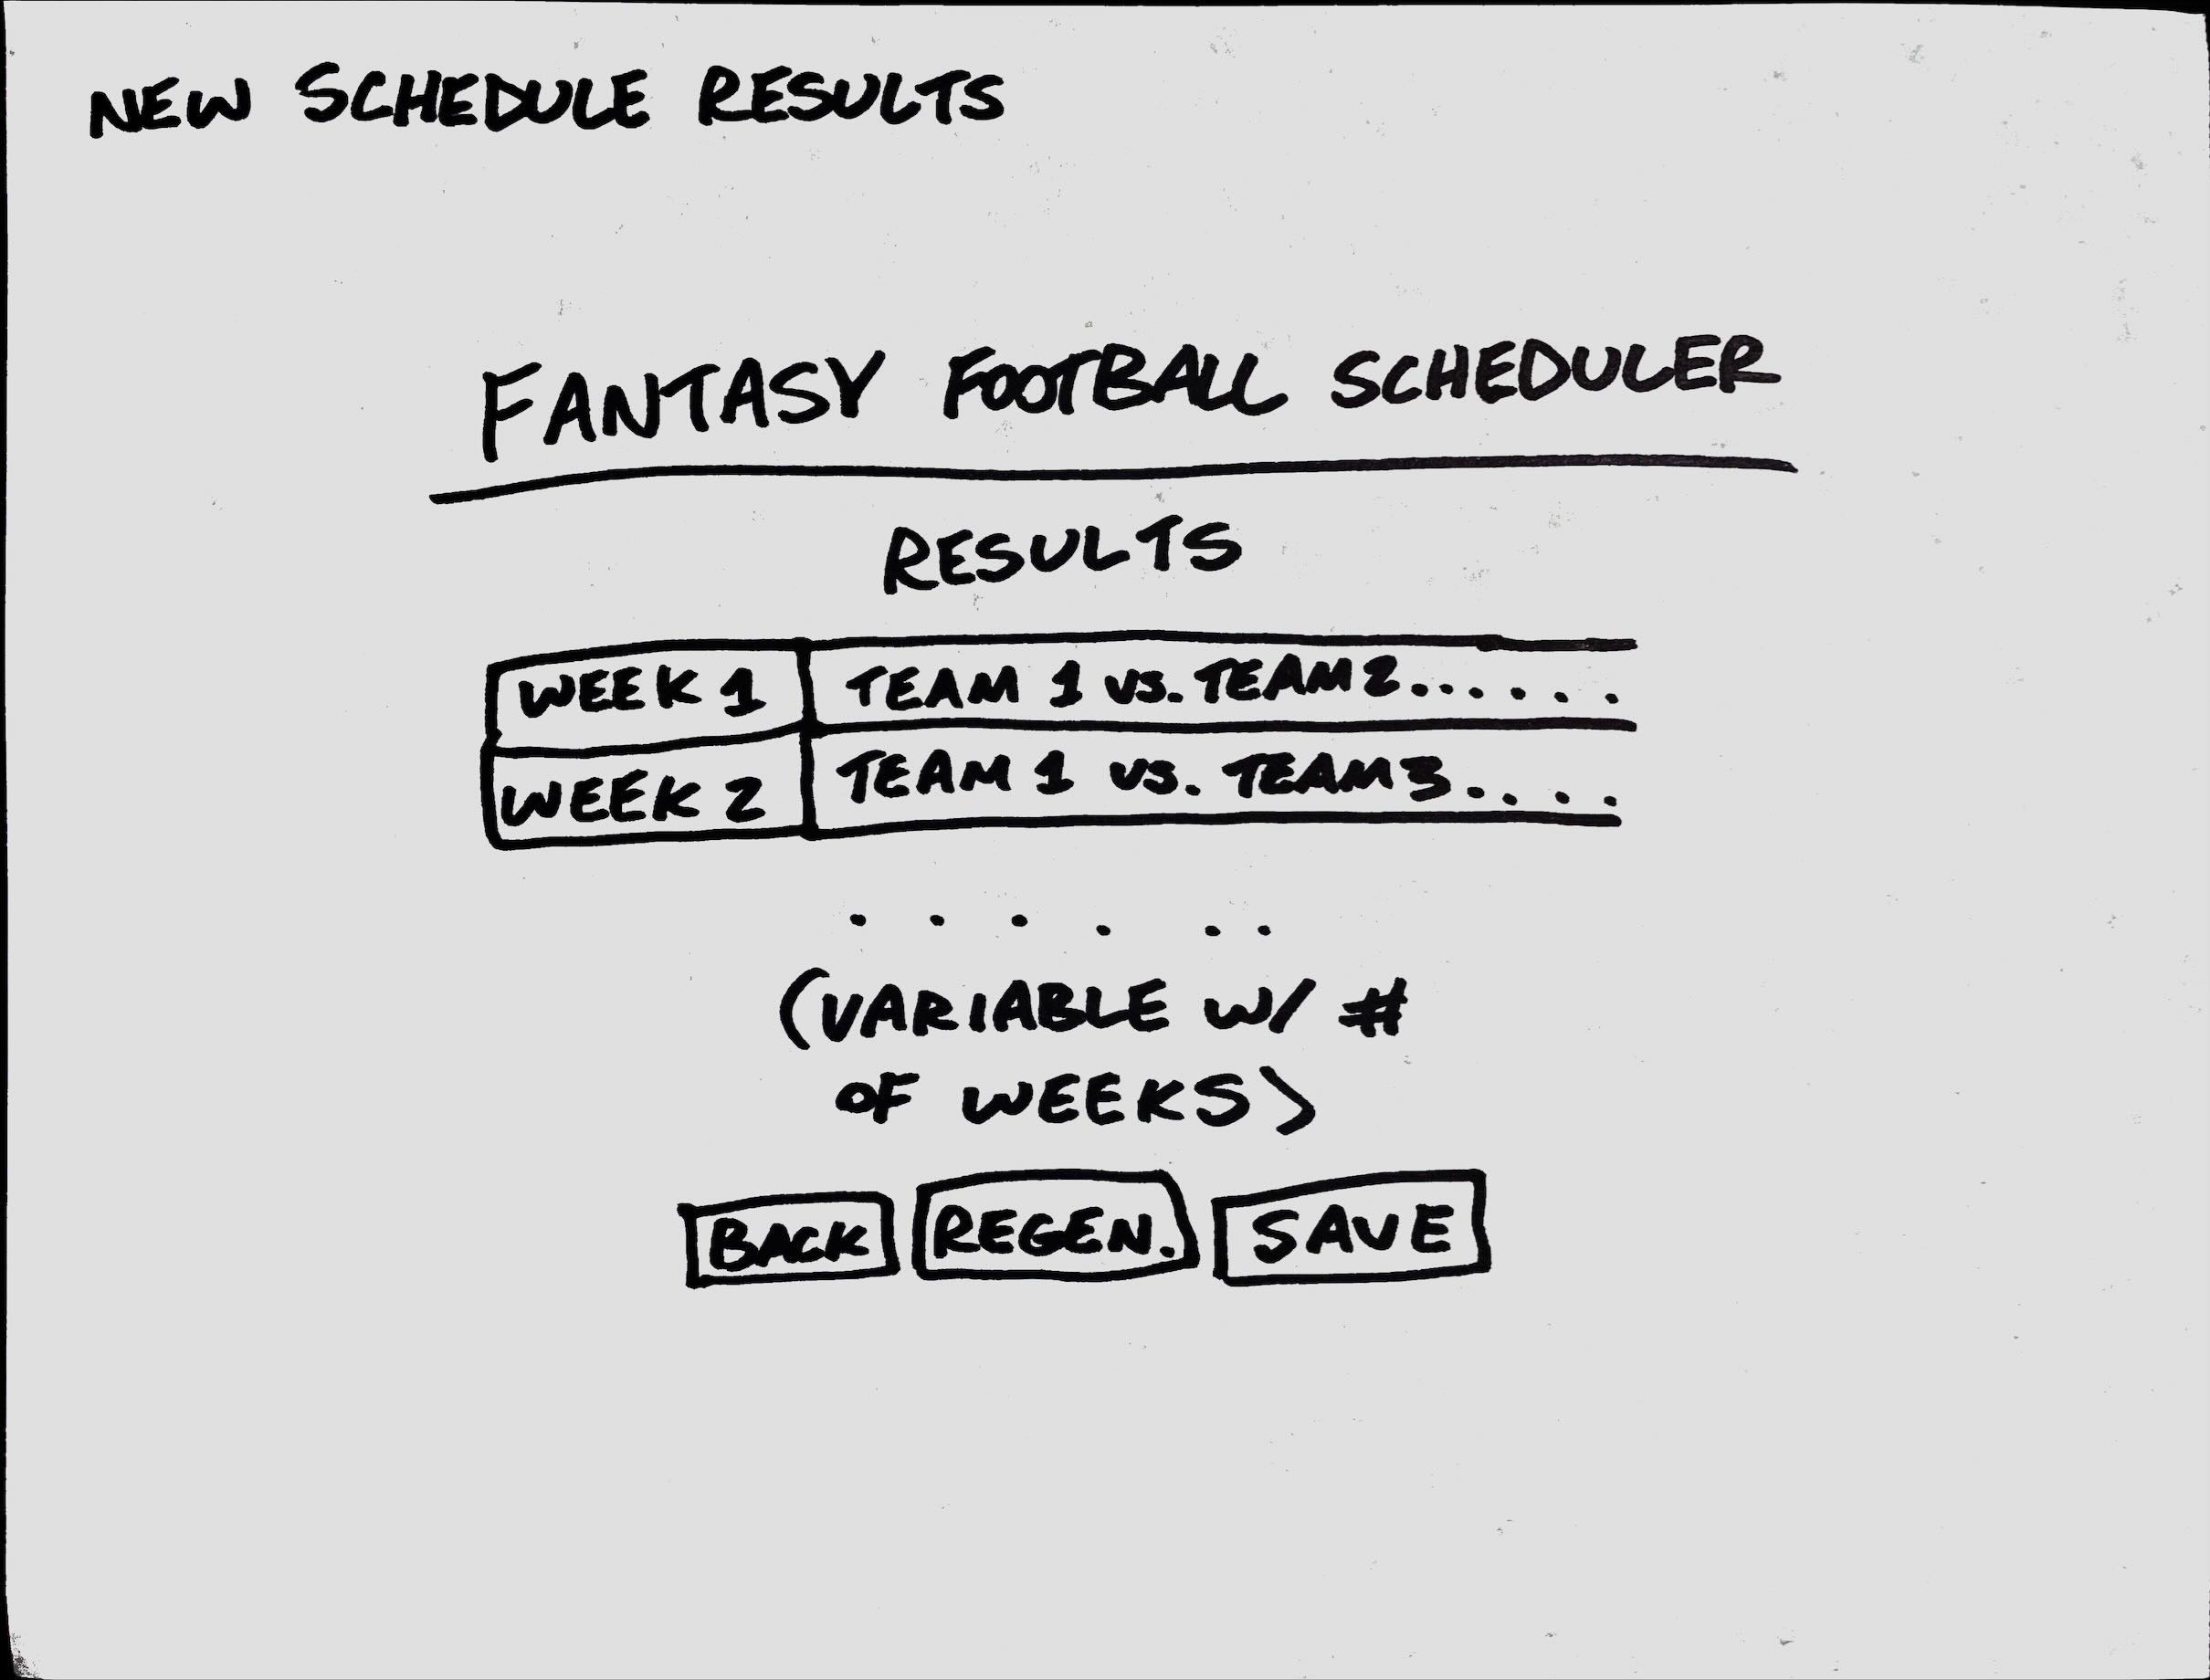 NEW SCHEDULE RESULTS
FANTASY FOOTBALL SCHEDULER
RESULTS
WEEK 1 TEAM 1 VS. TEAM 2......
WEEK 2 TEAM 1 VS. TEAM 3.....
......
(VARIABLE W/ #
OF WEEKS)
BACK REGEN. SAVE